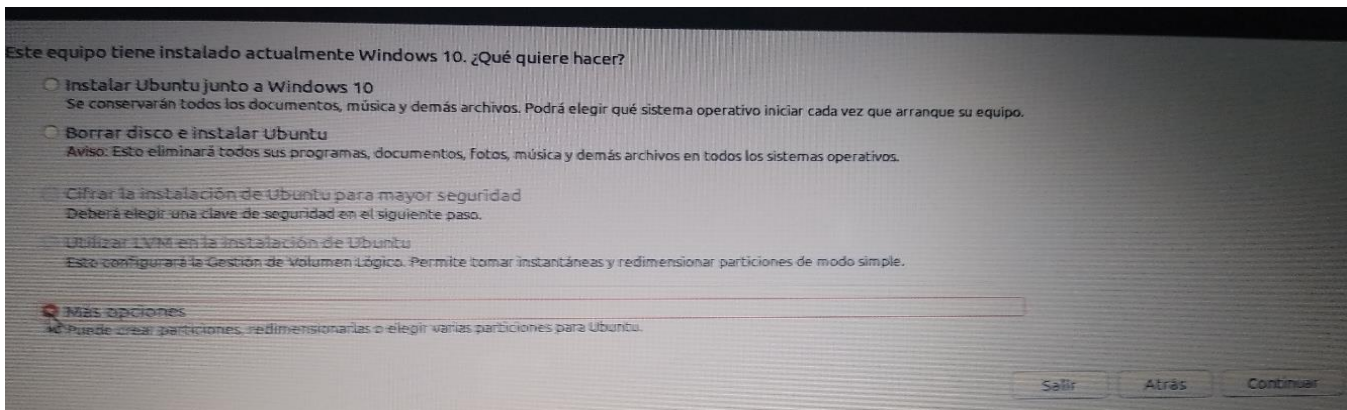 Este equipo tiene instalado actualmente Windows 10. ¿Qué quiere hacer?
Instalar Ubuntu junto a Windows 10
Se conservarán todos los documentos, música y demás archivos. Podrá elegir qué sistema operativo iniciar cada vez que arranque su equipo.
Borrar disco e instalar Ubuntu
Aviso: Esto eliminará todos sus programas, documentos, fotos, música y demás archivos en todos los sistemas operativos.
Cifrar la instalación de Ubuntu para mayor seguridad
Deberá elegir una clave de seguridad en el siguiente paso.
Utilizar LVM en la instalación de Ubuntu
Esto configurará la Gestión de Volumen Lógico. Permite tomar instantáneas y redimensionar particiones de modo simple.
Más opciones
Puede crear particiones, redimensionarlas o elegir varias particiones para Ubuntu.
Salir
Atrás
Continuar